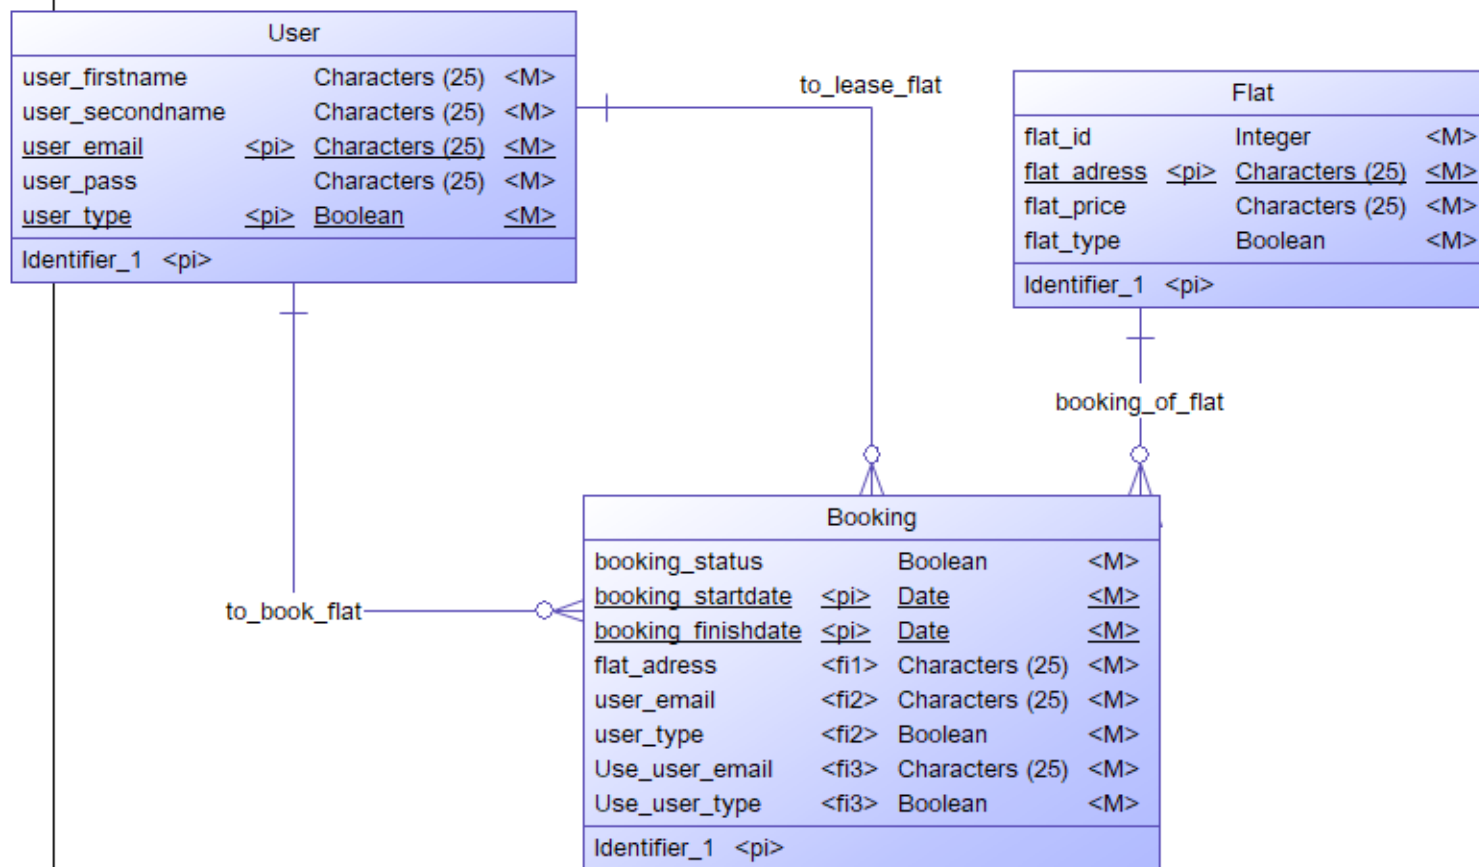 User
user_firstname Characters (25) <M>
user_secondname Characters (25) <M>
user_email <pi> Characters (25) <M>
user_pass Characters (25) <M>
user_type <pi> Boolean <M>
Identifier_1 <pi>
to_lease_flat
Flat
flat_id Integer <M>
flat_adress <pi> Characters (25) <M>
flat_price Characters (25) <M>
flat_type Boolean <M>
Identifier_1 <pi>
booking_of_flat
to_book_flat
Booking
booking_status Boolean <M>
booking_startdate <pi> Date <M>
booking_finishdate <pi> Date <M>
flat_adress <fi1> Characters (25) <M>
user_email <fi2> Characters (25) <M>
user_type <fi2> Boolean <M>
Use_user_email <fi3> Characters (25) <M>
Use_user_type <fi3> Boolean <M>
Identifier_1 <pi>